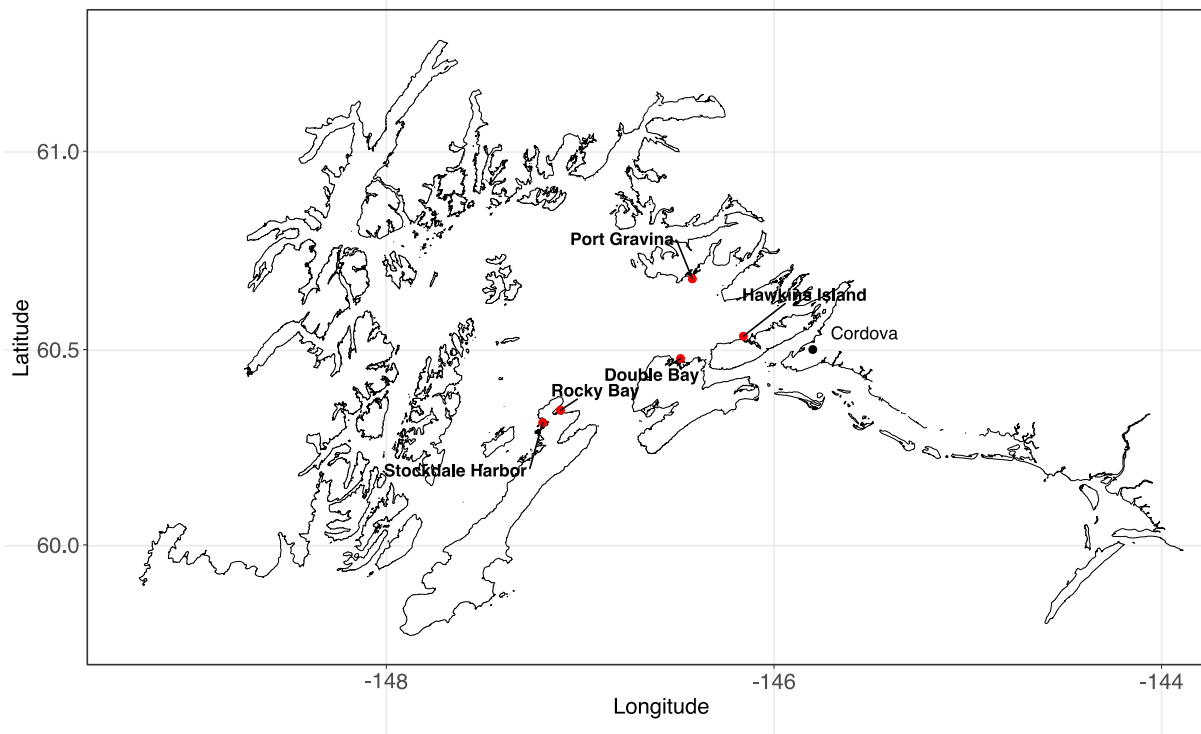 61.0
Port Gravina
Hawkins Island
Cordova
60.5
Double Bay
Rocky Bay
Stockdale Harbor
60.0
Latitude
-148
-146
-144
Longitude